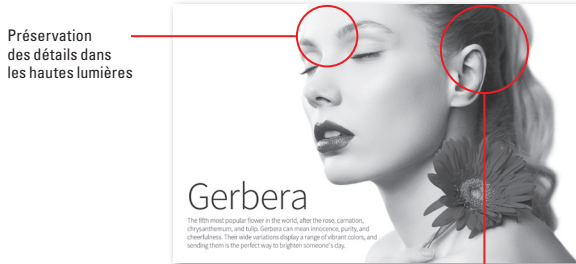 Préservation
des détails dans
les hautes lumières
Gerbera
The fifth most popular flower in the world, after the rose, carnation,
chrysanthemum, and tulip. Gerbera can mean innocence, purity, and
cheerfulness. Their wide variations display a range of vibrant colors, and
sending them is the perfect way to brighten someone's day.